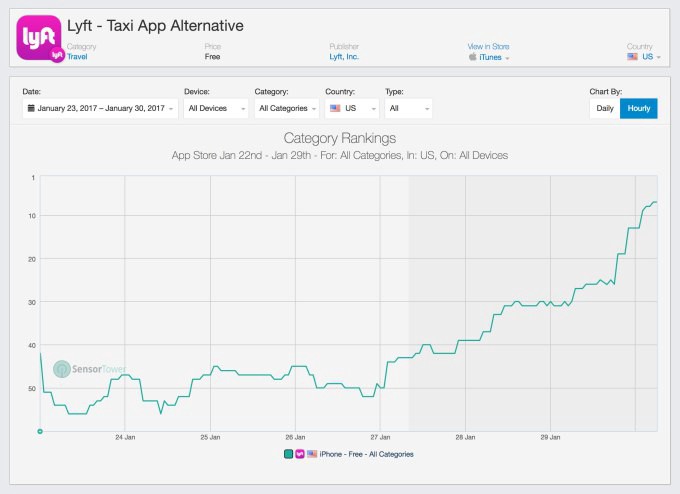 lyft
Lyft - Taxi App Alternative
Category Price Publisher View in Store Country
Travel Free Lyft, Inc. iTunes US
Date: Device: Category: Country: Type: Chart By:
January 23, 2017 – January 30, 2017 All Devices All Categories US All Daily Hourly
Category Rankings
App Store Jan 22nd - Jan 29th - For: All Categories, In: US, On: All Devices
1
10
20
30
40
SensorTower
50
24 Jan 25 Jan 26 Jan 27 Jan 28 Jan 29 Jan
iPhone - Free - All Categories